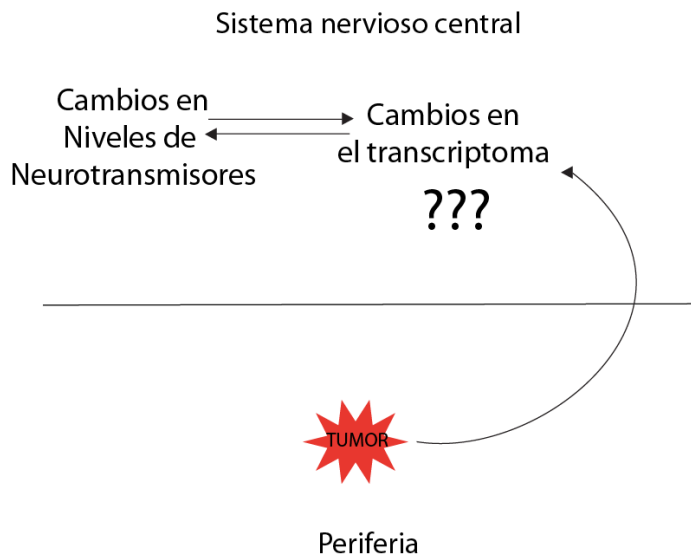 Sistema nervioso central
Cambios en
Niveles de
Neurotransmisores
Cambios en
el transcriptoma
???
TUMOR
Periferia